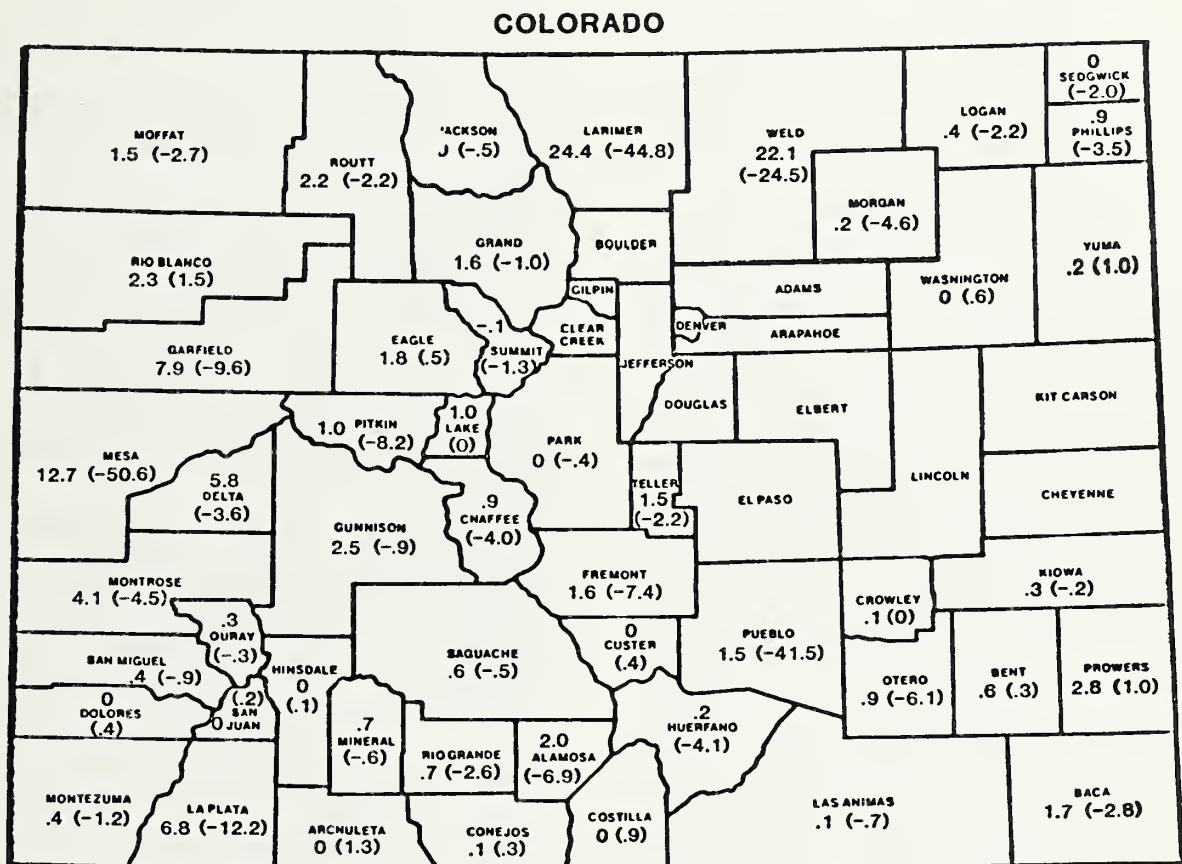 COLORADO
MOFFAT
1.5 (-2.7)
ROUTT
2.2 (-2.2)
(-.5)
LARIMER
24.4 (-44.8)
WELD
22.1
(-24.5)
LOGAN
.4 (-2.2)
0
SEDGWICK
(-2.0)
.9
PHILLIPS
(-3.5)
MORGAN
.2 (-4.6)
RIO BLANCO
2.3 (1.5)
GRAND
1.6 (-1.0)
BOULDER
YUMA
.2 (1.0)
WASHINGTON
0 (.6)
GILPIN
ADAMS
CLEAR
CREEK
DENVER
ARAPAHOE
GARFIELD
7.9 (-9.6)
EAGLE
1.8 (.5)
-.1
SUMMIT
(-1.3)
JEFFERSON
DOUGLAS
ELBERT
KIT CARSON
MESA
12.7 (-50.6)
1.0 PITKIN
(-8.2)
1.0
LAKE
(0)
PARK
0 (-.4)
5.8
DELTA
(-3.6)
TELLER
1.5
(-2.2)
EL PASO
LINCOLN
CHEYENNE
GUNNISON
2.5 (-.9)
.9
CHAFFEE
(-4.0)
MONTROSE
4.1 (-4.5)
FREMONT
1.6 (-7.4)
CROWLEY
.1 (0)
KIOWA
.3 (-.2)
.3
OURAY
(-.3)
0
CUSTER
(.4)
PUEBLO
1.5 (-41.5)
SAN MIGUEL
.4 (-.9)
HINSDALE
0
(.1)
SAGUACHE
.6 (-.5)
OTERO
.9 (-6.1)
BENT
.6 (.3)
PROWERS
2.8 (1.0)
0
DOLORES
(.4)
(.2)
0 SAN
JUAN
.7
MINERAL
(-.6)
RIO GRANDE
.7 (-2.6)
2.0
ALAMOSA
(-6.9)
.2
HUERFANO
(-4.1)
MONTEZUMA
.4 (-1.2)
LA PLATA
6.8 (-12.2)
ARCHULETA
0 (1.3)
CONEJOS
.1 (.3)
COSTILLA
0 (.9)
LAS ANIMAS
.1 (-.7)
BACA
1.7 (-2.8)